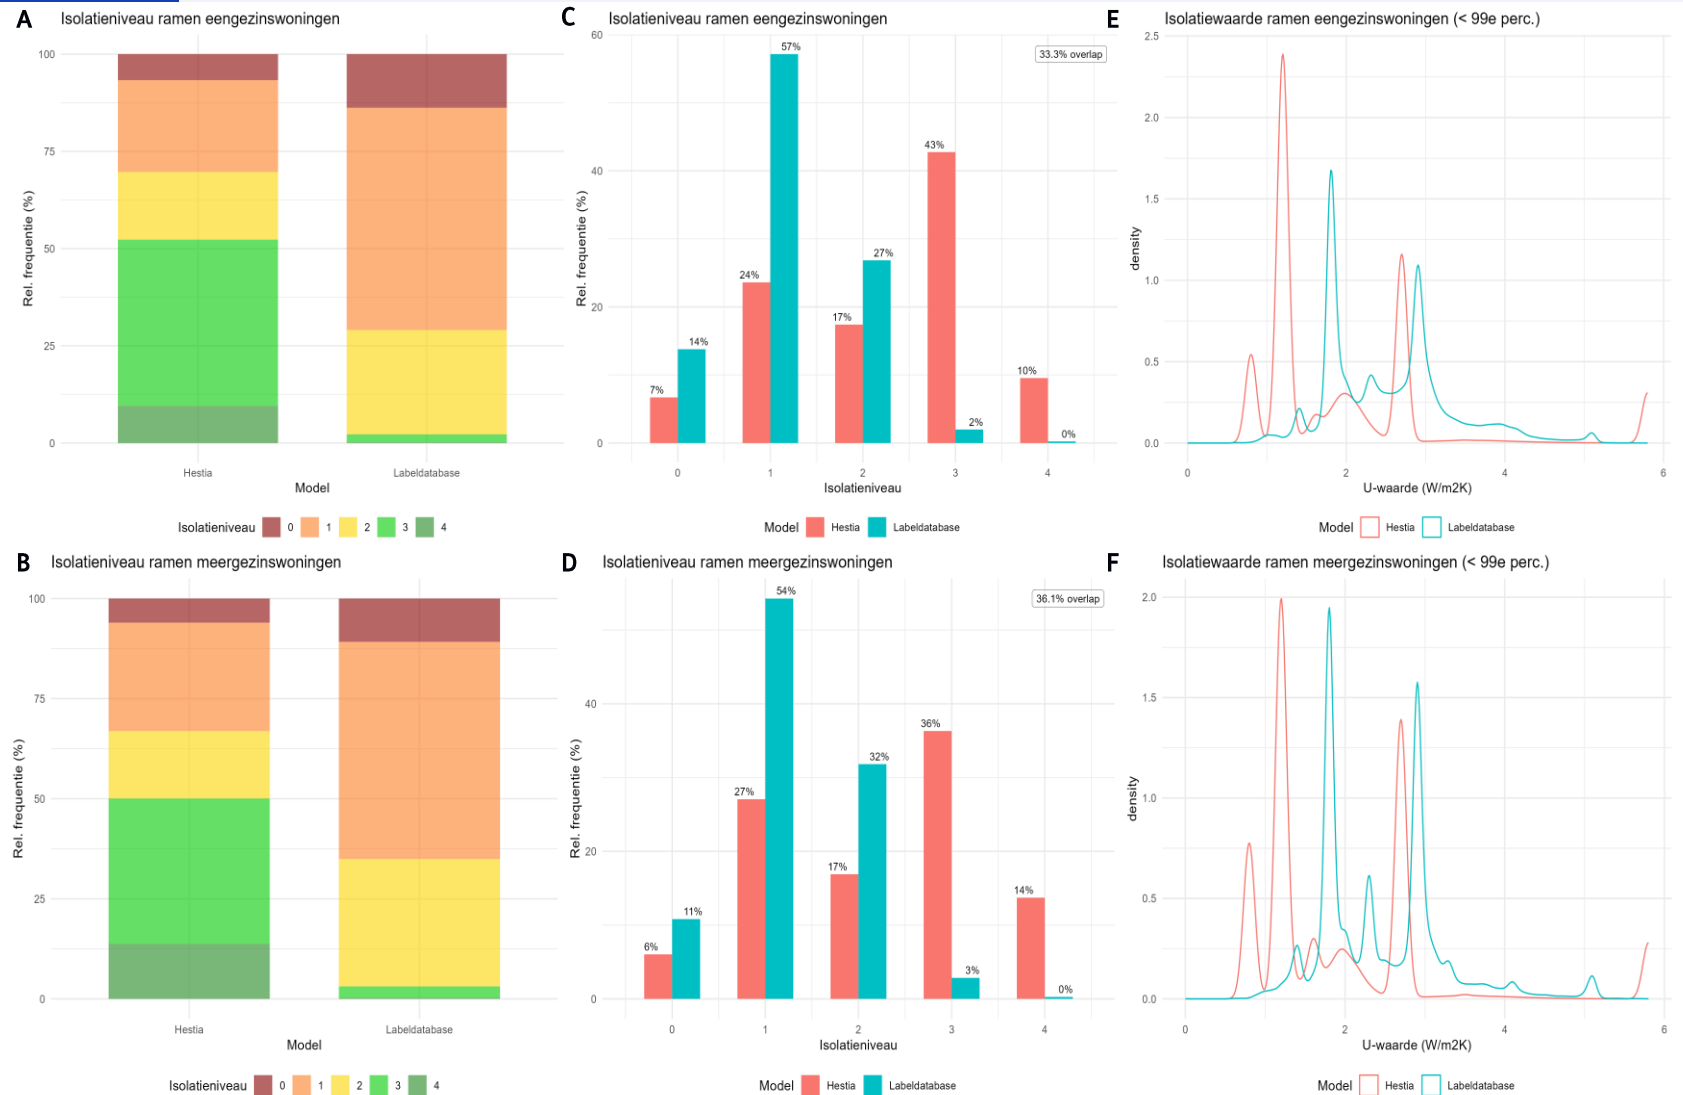 A
Isolatieniveau ramen eengezinswoningen
Rel. frequentie (%)
100
75
50
25
0
Hestia
Labeldatabase
Model
Isolatieniveau 0 1 2 3 4
C
Isolatieniveau ramen eengezinswoningen
33.3% overlap
Rel. frequentie (%)
60
40
20
0
7%
14%
24%
57%
17%
27%
43%
2%
10%
0%
0 1 2 3 4
Isolatieniveau
Model Hestia Labeldatabase
E
Isolatiewaarde ramen eengezinswoningen (< 99e perc.)
density
2.5
2.0
1.5
1.0
0.5
0.0
0 2 4 6
U-waarde (W/m2K)
Model Hestia Labeldatabase
B
Isolatieniveau ramen meergezinswoningen
Rel. frequentie (%)
100
75
50
25
0
Hestia
Labeldatabase
Model
Isolatieniveau 0 1 2 3 4
D
Isolatieniveau ramen meergezinswoningen
36.1% overlap
Rel. frequentie (%)
40
20
0
6%
11%
27%
54%
17%
32%
36%
3%
14%
0%
0 1 2 3 4
Isolatieniveau
Model Hestia Labeldatabase
F
Isolatiewaarde ramen meergezinswoningen (< 99e perc.)
density
2.0
1.5
1.0
0.5
0.0
0 2 4 6
U-waarde (W/m2K)
Model Hestia Labeldatabase